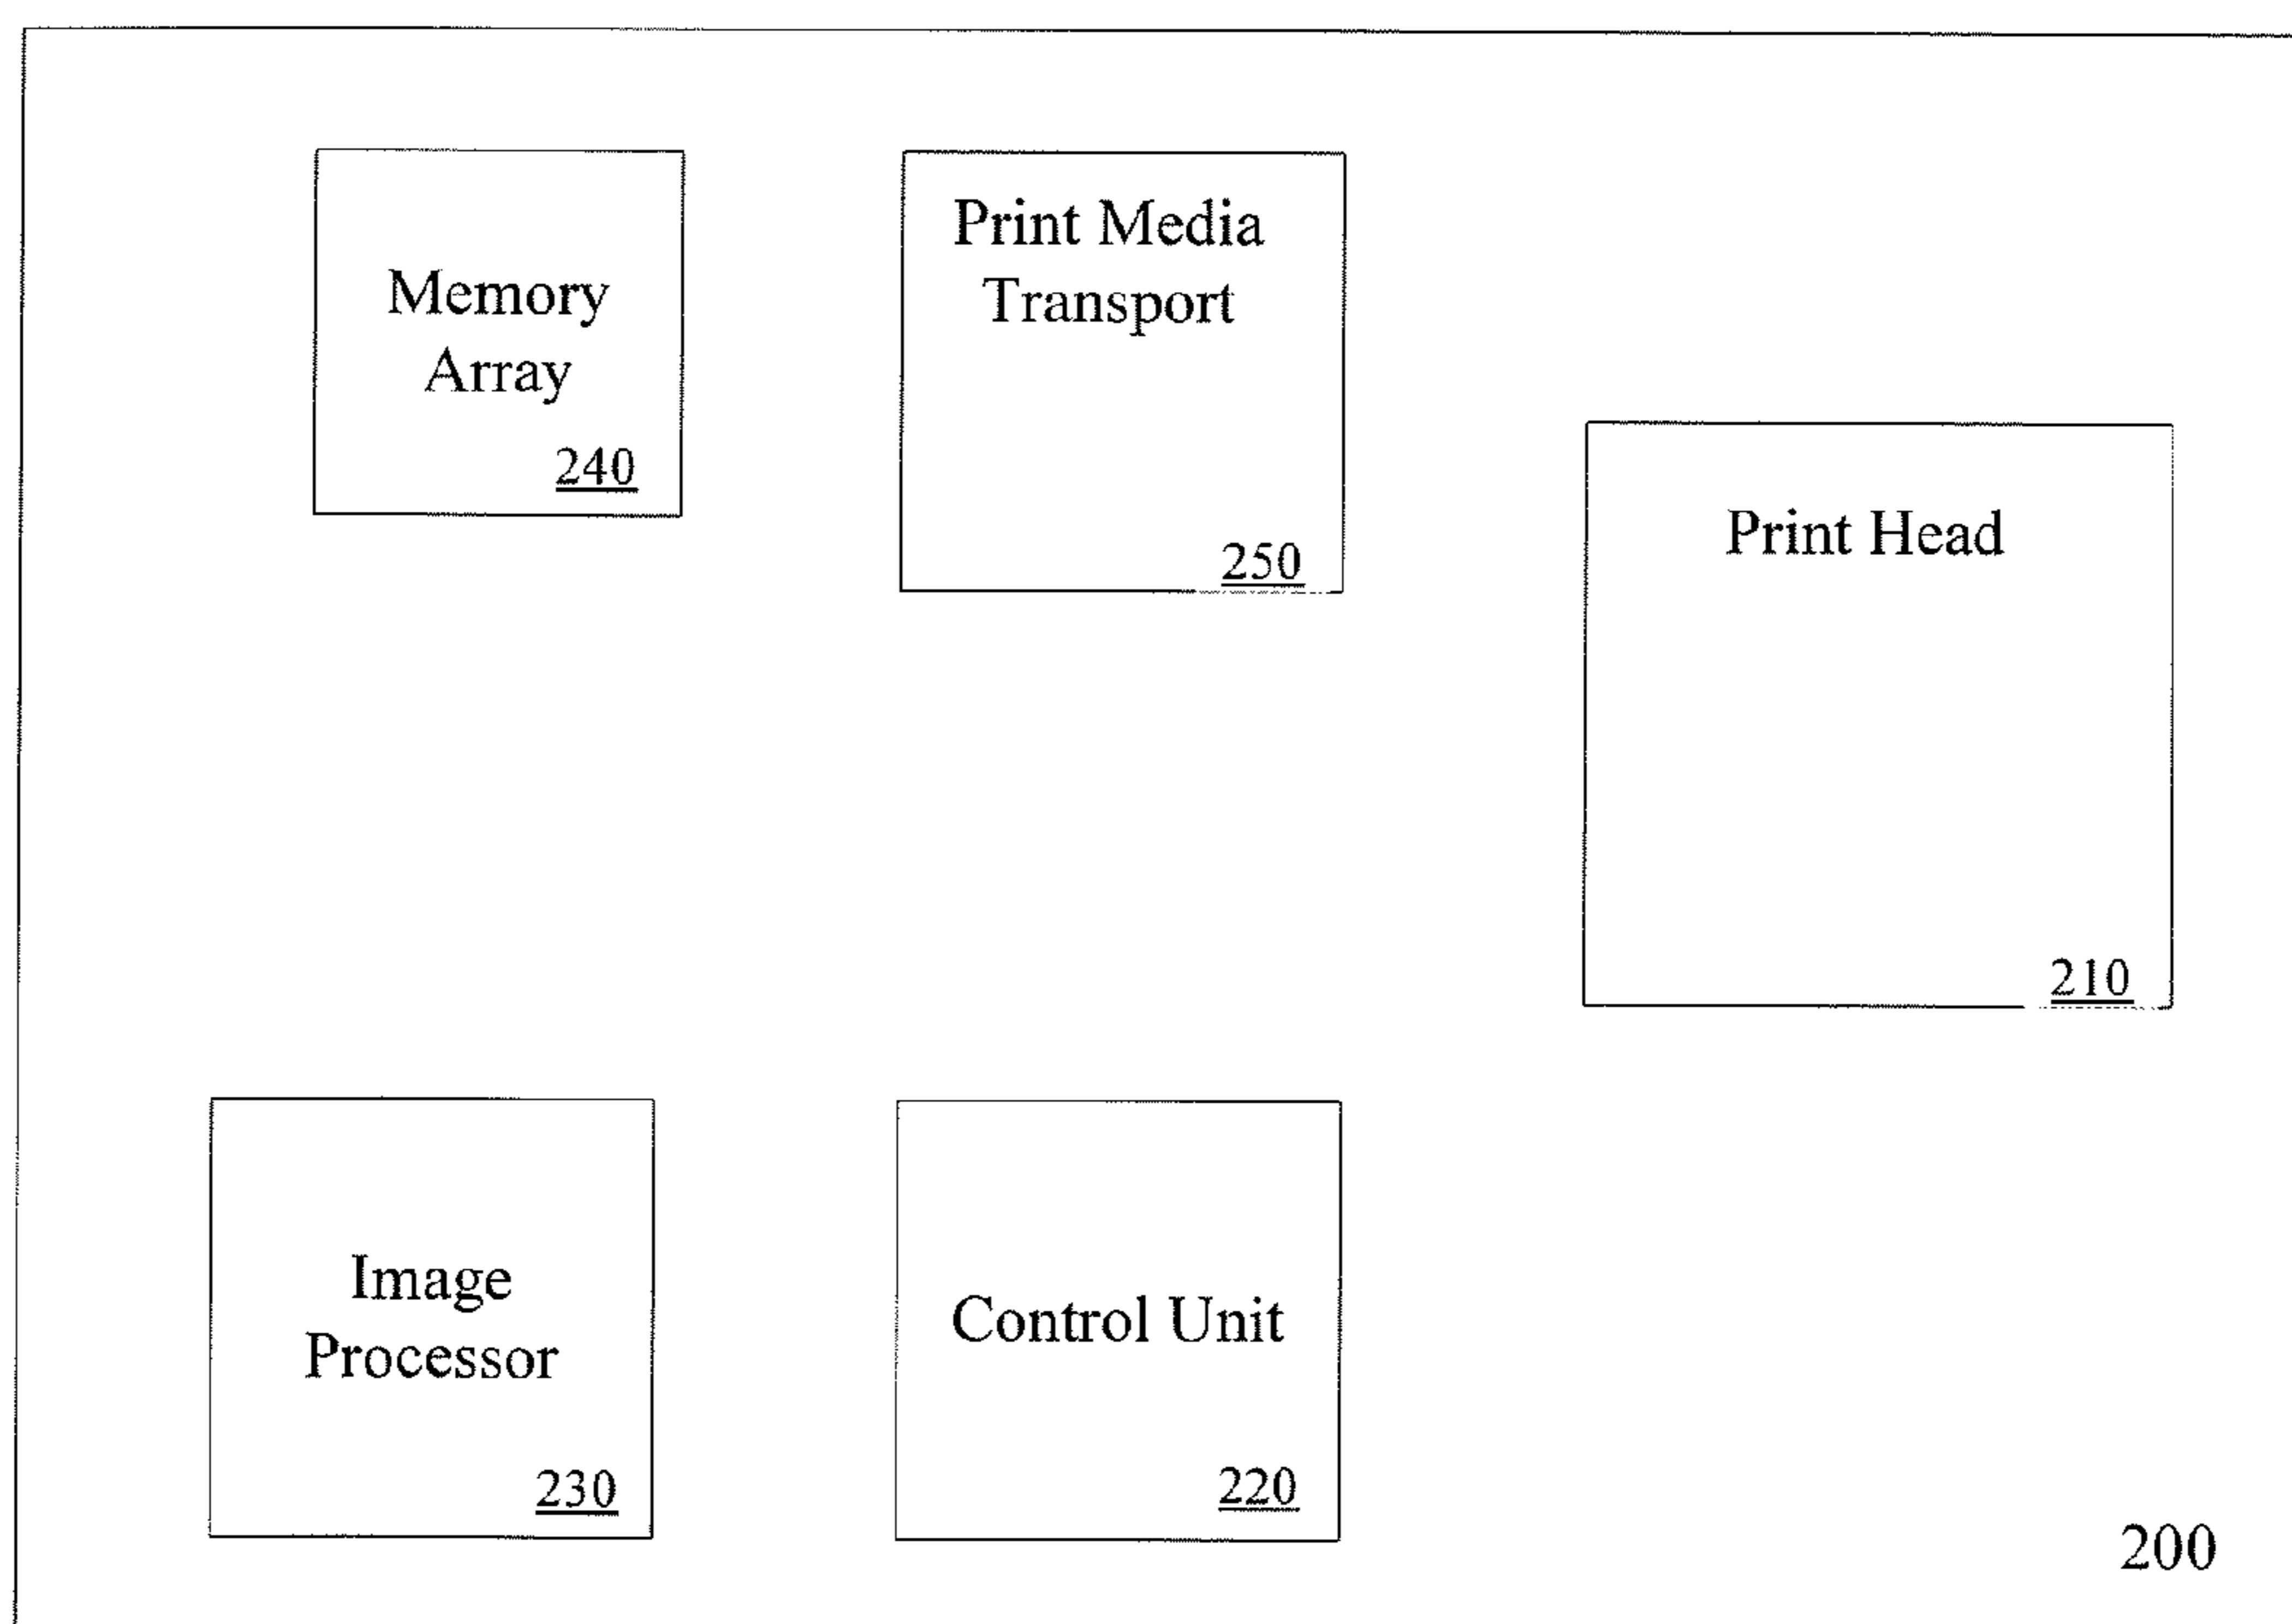 Memory
Array
240
Print Media
Transport
250
Print Head
210
Image
Processor
230
Control Unit
220
200